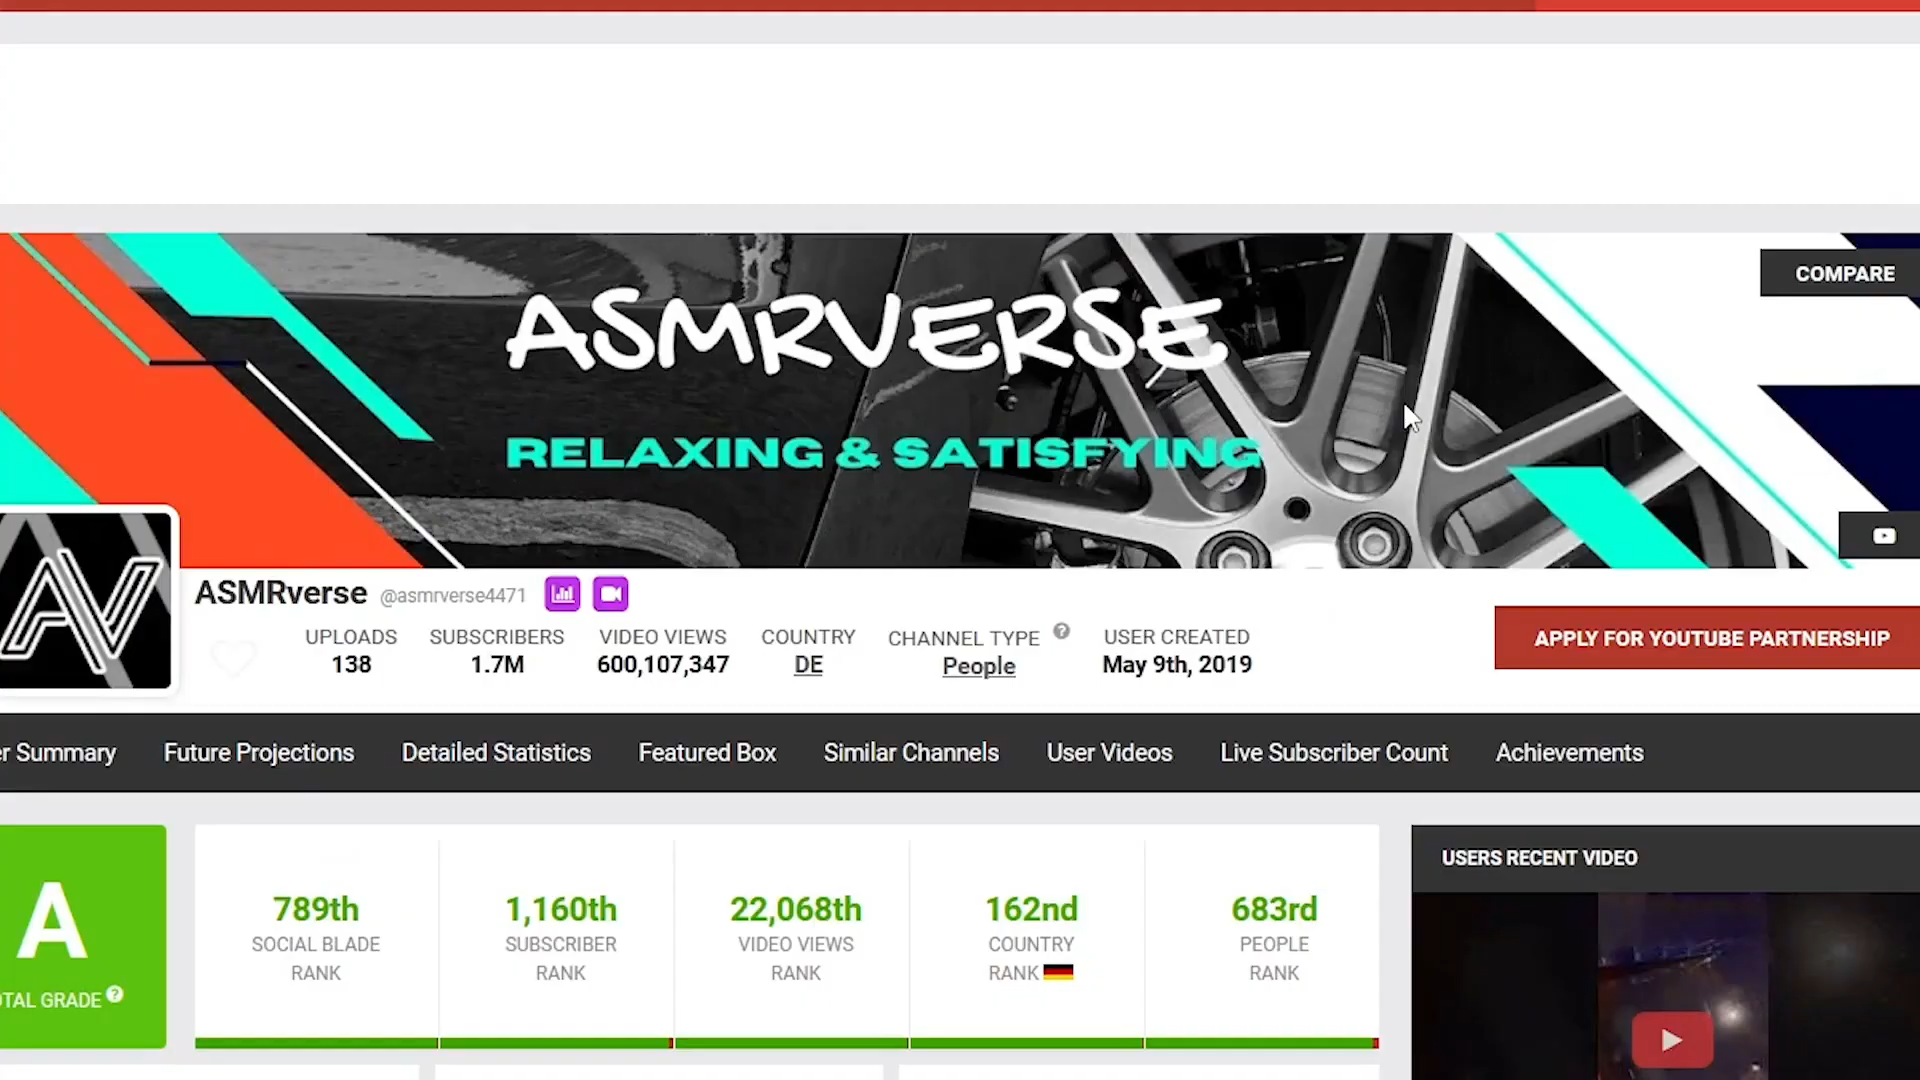 ASMRVERSE
COMPARE
RELAXING & SATISFYING
AV
ASMRverse @asmrverse4471
UPLOADS SUBSCRIBERS VIDEO VIEWS COUNTRY CHANNEL TYPE ? USER CREATED
138 1.7M 600,107,347 DE People May 9th, 2019
APPLY FOR YOUTUBE PARTNERSHIP
er Summary Future Projections Detailed Statistics Featured Box Similar Channels User Videos Live Subscriber Count Achievements
A
OTAL GRADE ?
789th
SOCIAL BLADE
RANK
1,160th
SUBSCRIBER
RANK
22,068th
VIDEO VIEWS
RANK
162nd
COUNTRY
RANK
683rd
PEOPLE
RANK
USERS RECENT VIDEO